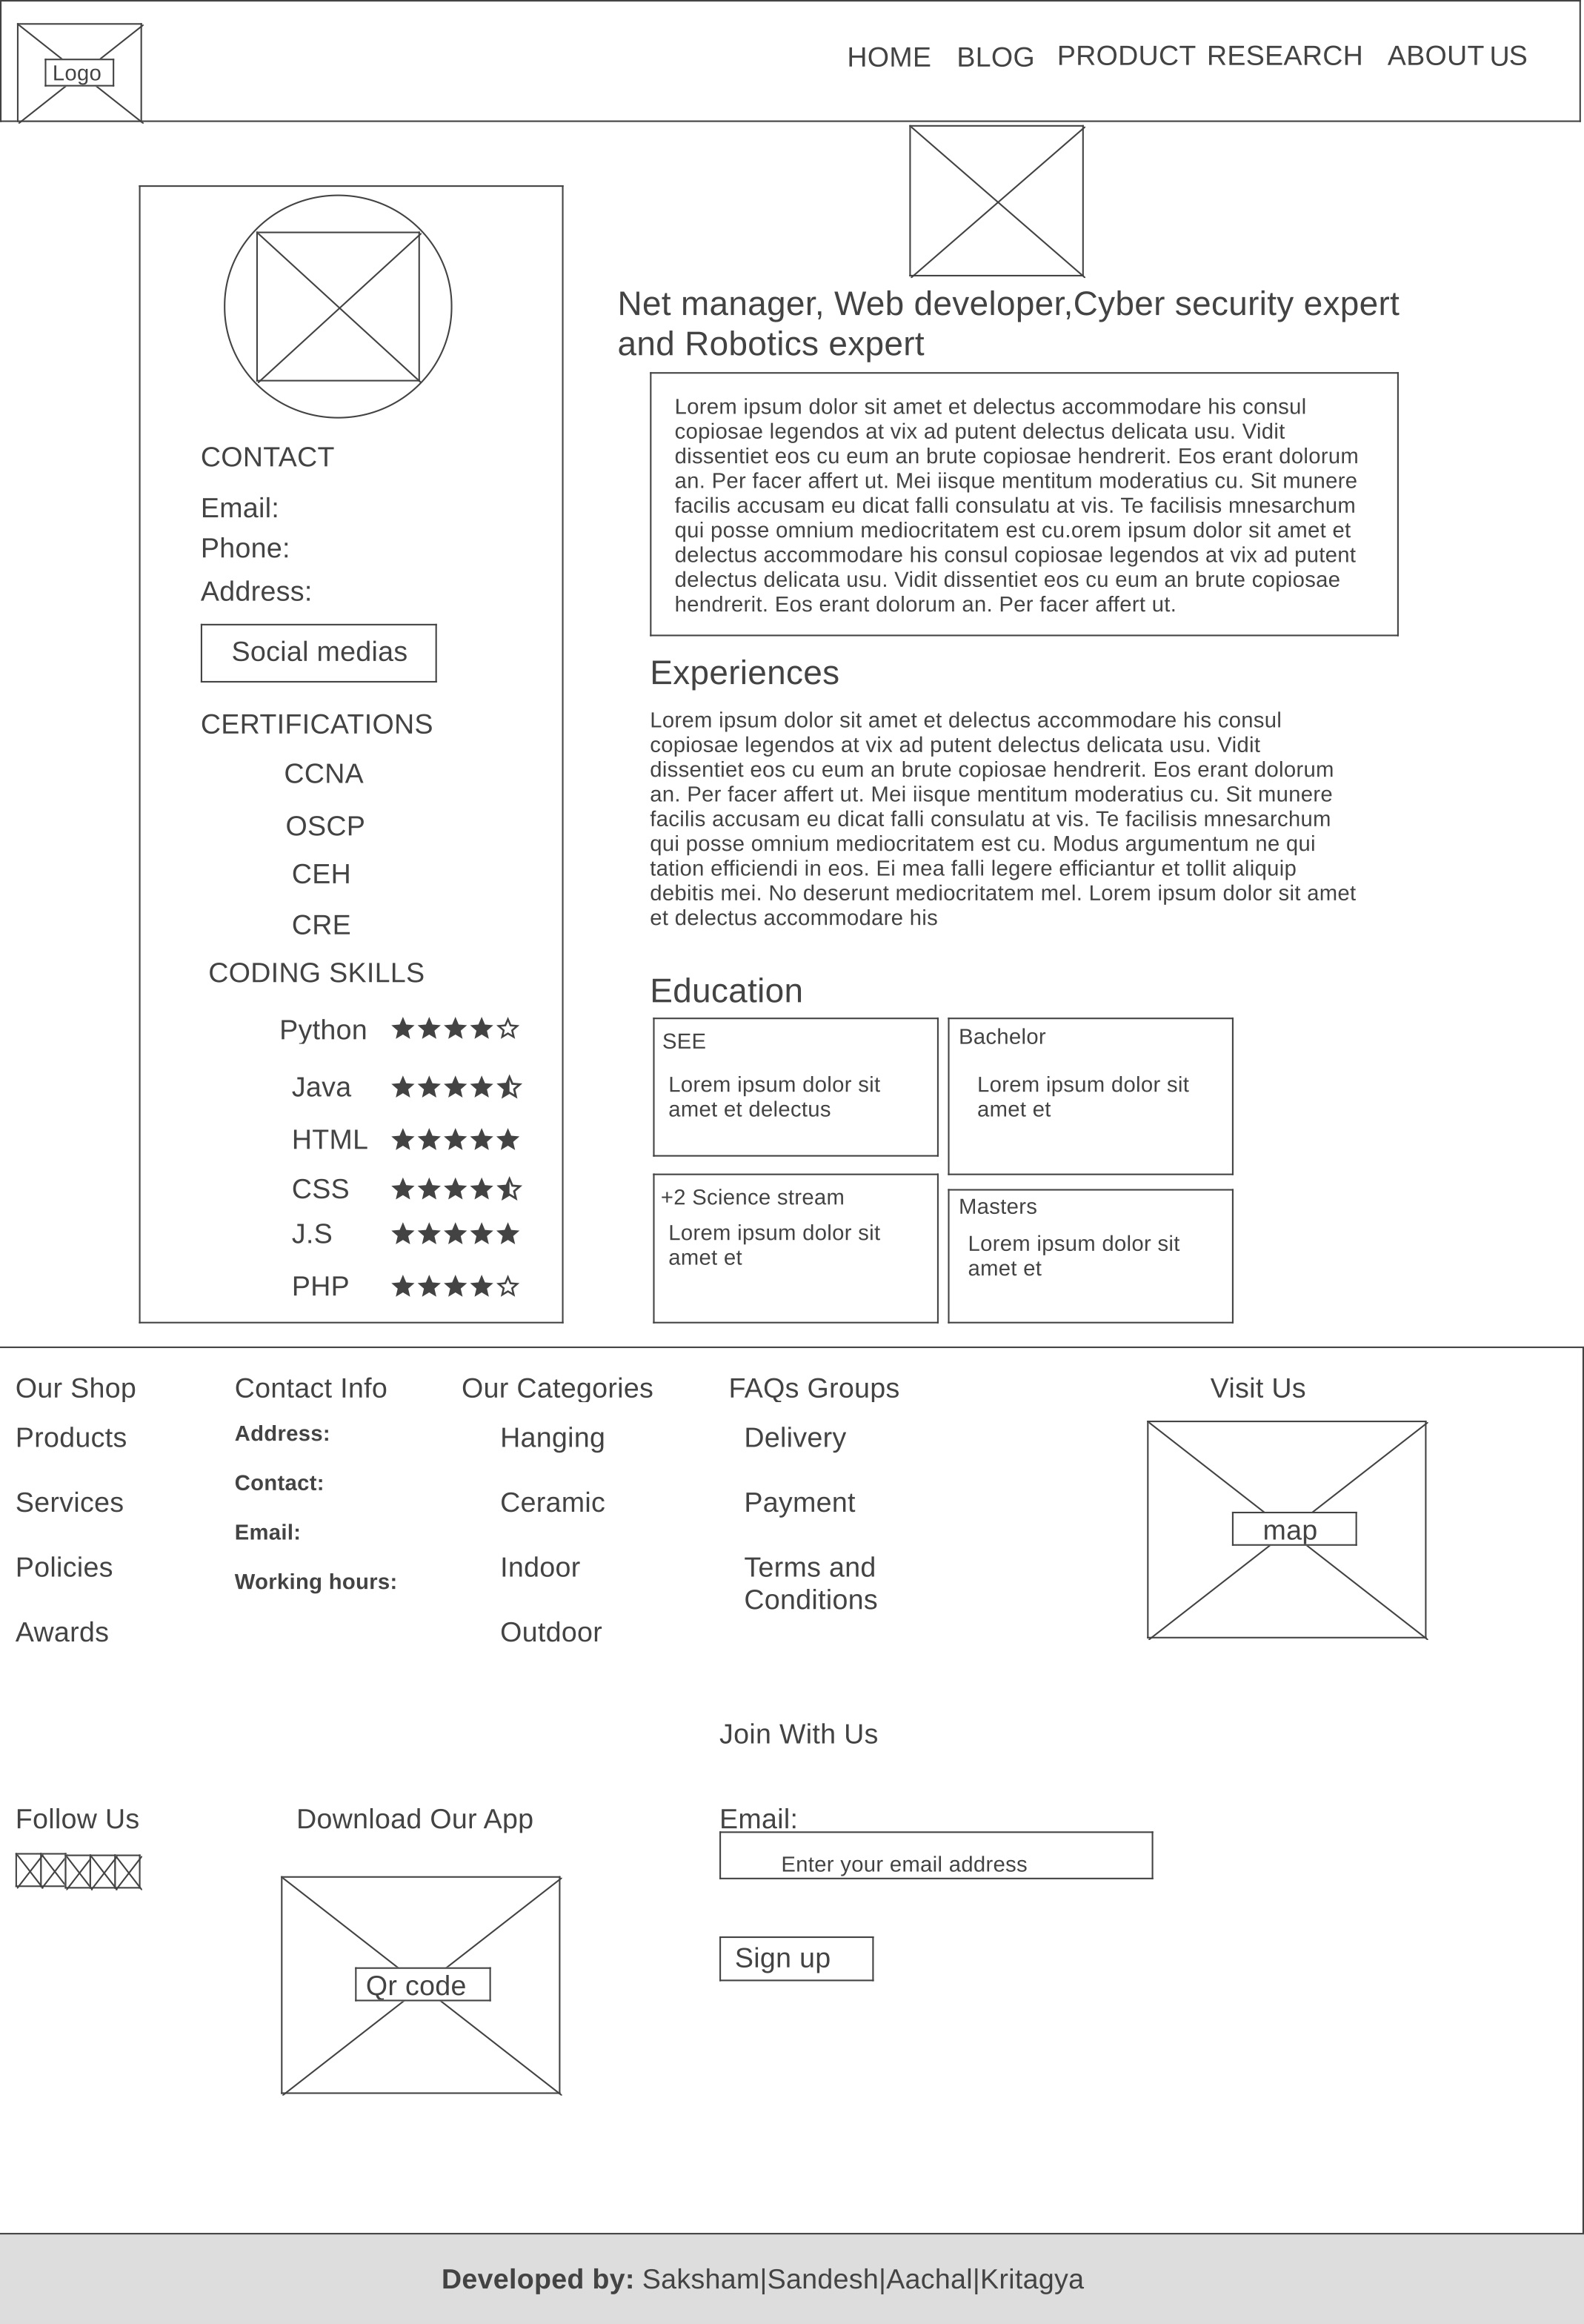 Logo
HOME BLOG PRODUCT RESEARCH ABOUT US
CONTACT
Email:
Phone:
Address:
Social medias
CERTIFICATIONS
CCNA
OSCP
CEH
CRE
CODING SKILLS
Python
Java
HTML
CSS
J.S
PHP
Net manager, Web developer,Cyber security expert
and Robotics expert
Lorem ipsum dolor sit amet et delectus accommodare his consul
copiosae legendos at vix ad putent delectus delicata usu. Vidit
dissentiet eos cu eum an brute copiosae hendrerit. Eos erant dolorum
an. Per facer affert ut. Mei iisque mentitum moderatius cu. Sit munere
facilis accusam eu dicat falli consulatu at vis. Te facilisis mnesarchum
qui posse omnium mediocritatem est cu.orem ipsum dolor sit amet et
delectus accommodare his consul copiosae legendos at vix ad putent
delectus delicata usu. Vidit dissentiet eos cu eum an brute copiosae
hendrerit. Eos erant dolorum an. Per facer affert ut.
Experiences
Lorem ipsum dolor sit amet et delectus accommodare his consul
copiosae legendos at vix ad putent delectus delicata usu. Vidit
dissentiet eos cu eum an brute copiosae hendrerit. Eos erant dolorum
an. Per facer affert ut. Mei iisque mentitum moderatius cu. Sit munere
facilis accusam eu dicat falli consulatu at vis. Te facilisis mnesarchum
qui posse omnium mediocritatem est cu. Modus argumentum ne qui
tation efficiendi in eos. Ei mea falli legere efficiantur et tollit aliquip
debitis mei. No deserunt mediocritatem mel. Lorem ipsum dolor sit amet
et delectus accommodare his
Education
SEE
Lorem ipsum dolor sit
amet et delectus
Bachelor
Lorem ipsum dolor sit
amet et
+2 Science stream
Lorem ipsum dolor sit
amet et
Masters
Lorem ipsum dolor sit
amet et
Our Shop
Products
Services
Policies
Awards
Contact Info
Address:
Contact:
Email:
Working hours:
Our Categories
Hanging
Ceramic
Indoor
Outdoor
FAQs Groups
Delivery
Payment
Terms and
Conditions
Visit Us
map
Follow Us
Download Our App
Qr code
Join With Us
Email:
Enter your email address
Sign up
Developed by: Saksham|Sandesh|Aachal|Kritagya